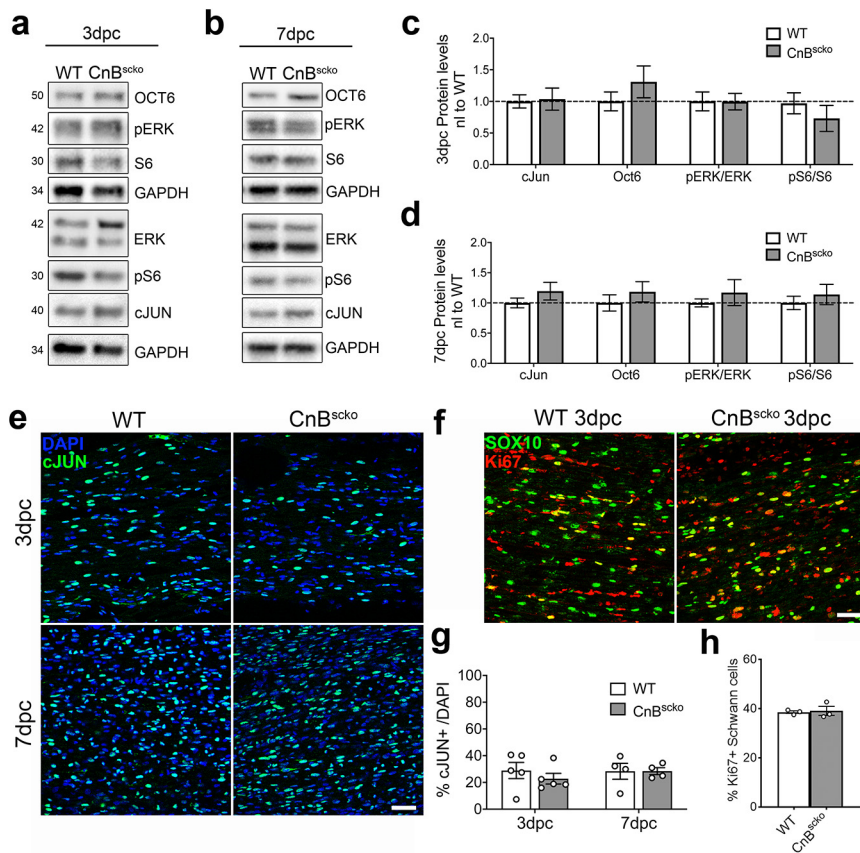 a
3dpc
WT CnBscko
50 OCT6
42 pERK
30 S6
34 GAPDH
42 ERK
30 pS6
40 cJUN
34 GAPDH
b
7dpc
WT CnBscko
OCT6
pERK
S6
GAPDH
ERK
pS6
cJUN
GAPDH
c
WT
CnBscko
3dpc Protein levels
nl to WT
2.0
1.5
1.0
0.5
0.0
cJun Oct6 pERK/ERK pS6/S6
d
WT
CnBscko
7dpc Protein levels
nl to WT
2.0
1.5
1.0
0.5
0.0
cJun Oct6 pERK/ERK pS6/S6
e
WT CnBscko
DAPI
cJUN
3dpc
7dpc
f
WT 3dpc CnBscko 3dpc
SOX10
Ki67
g
WT
CnBscko
% cJUN+ /DAPI
100
80
60
40
20
0
3dpc 7dpc
h
% Ki67+ Schwann cells
60
40
20
0
WT
CnBscko